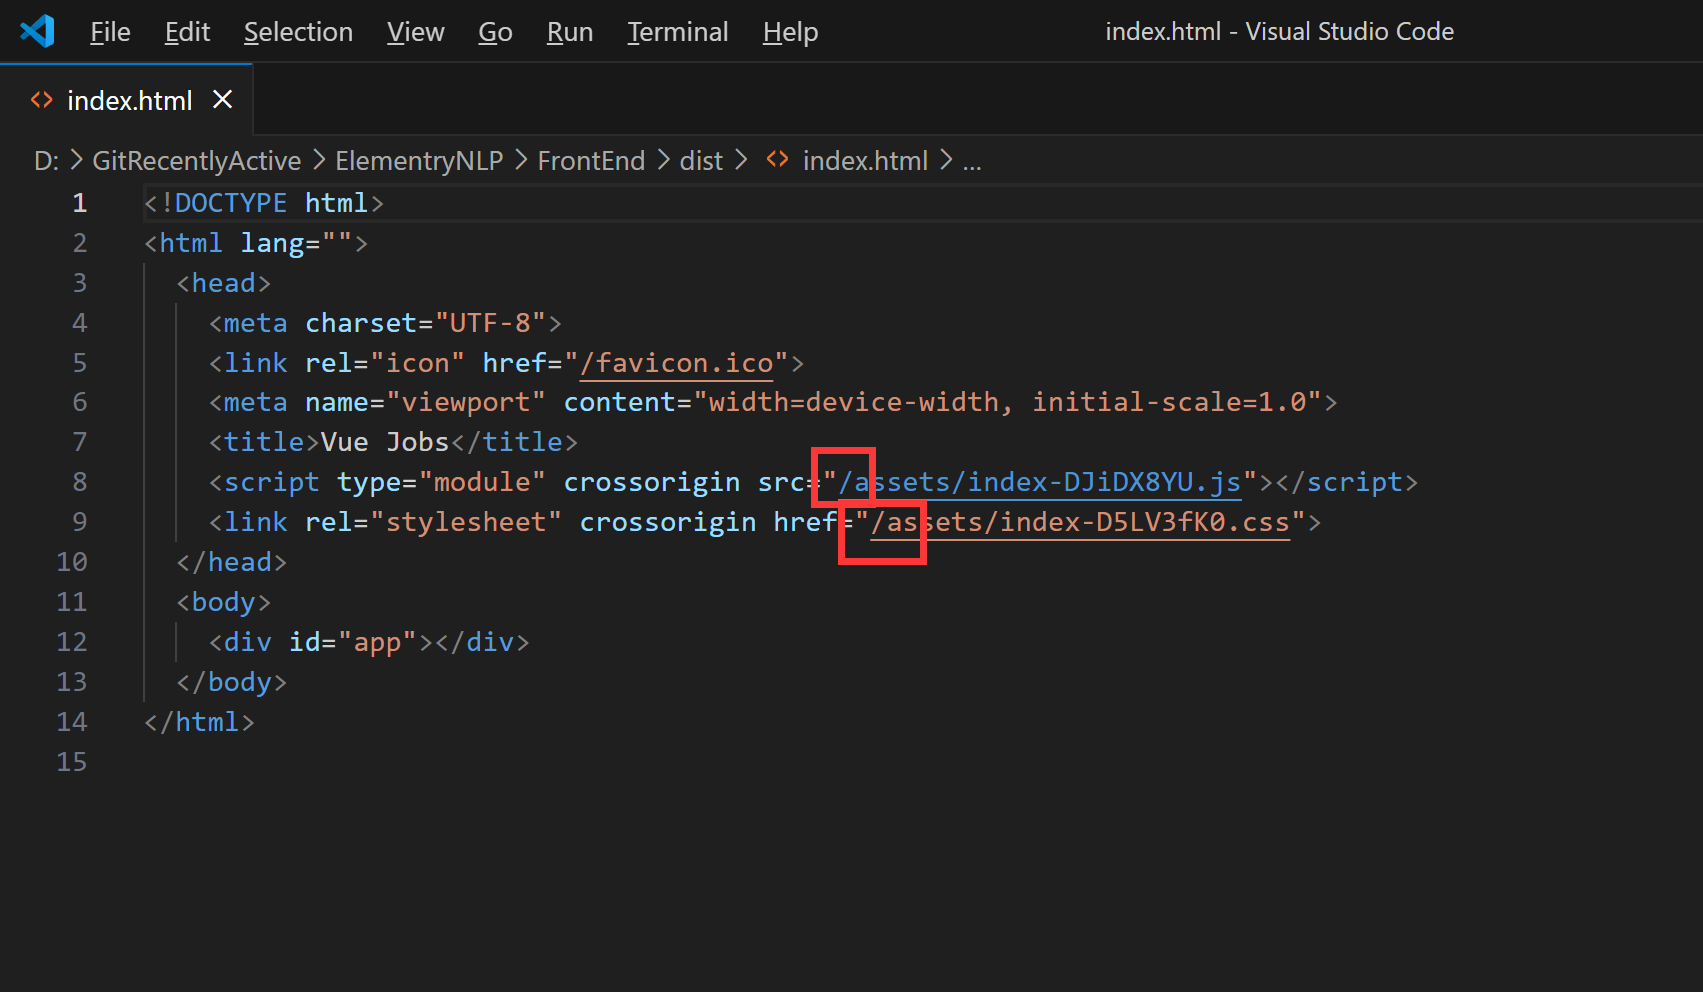 File Edit Selection View Go Run Terminal Help index.html - Visual Studio Code
index.html
D: > GitRecentlyActive > ElementryNLP > FrontEnd > dist > <> index.html > ...
1 <!DOCTYPE html>
2 <html lang="">
3 <head>
4 <meta charset="UTF-8">
5 <link rel="icon" href="/favicon.ico">
6 <meta name="viewport" content="width=device-width, initial-scale=1.0">
7 <title>Vue Jobs</title>
8 <script type="module" crossorigin src="/assets/index-DJiDX8YU.js"></script>
9 <link rel="stylesheet" crossorigin href="/assets/index-D5LV3fK0.css">
10 </head>
11 <body>
12 <div id="app"></div>
13 </body>
14 </html>
15